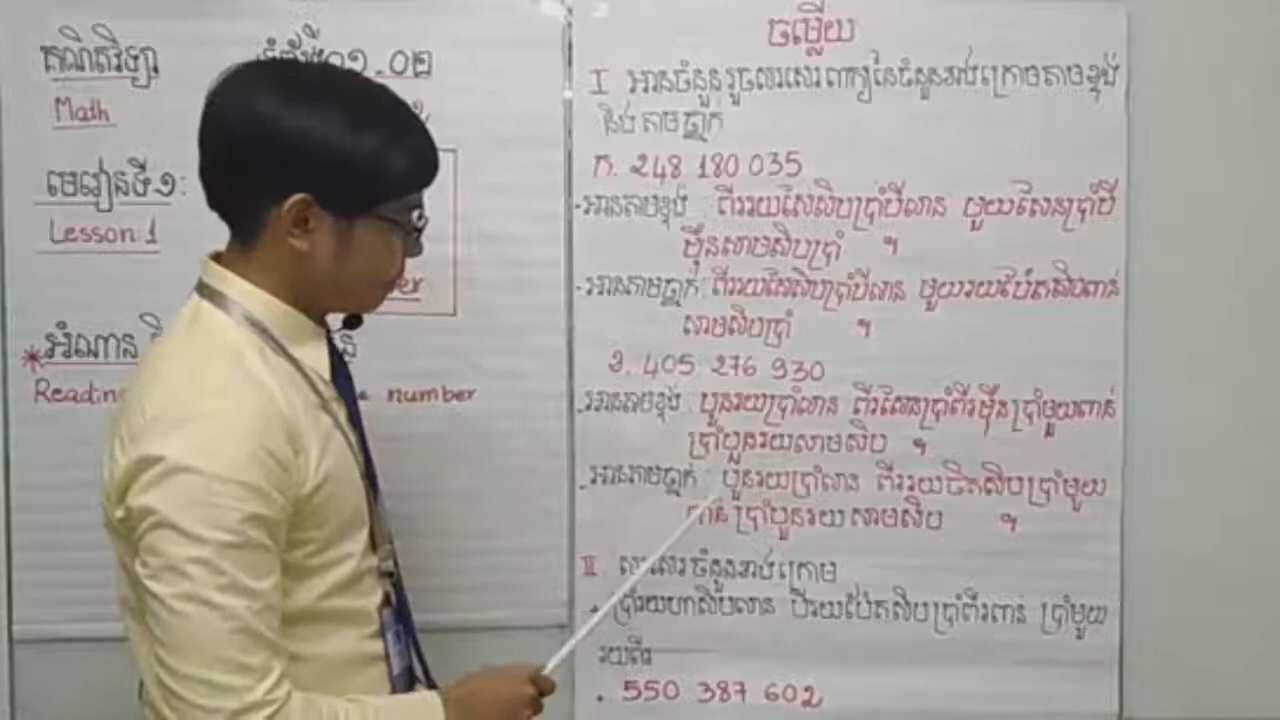 គណិតវិទ្យា
Math
មេរៀនទី១:
Lesson 1
អំណាន
Reading number
ចម្លើយ
I អានចំនួន រួចសរសេរពាក្យនៃចំនួនខាងក្រោមតាមខ្ទង់
និង តាមថ្នាក់
ក. 248 180 035
-អានតាមខ្ទង់ ពីររយសែសិបប្រាំបីលាន មួយសែនប្រាំបី
ម៉ឺនសាមសិបប្រាំ ។
-អានតាមថ្នាក់ ពីររយសែសិបប្រាំបីលាន មួយរយប៉ែតសិបពាន់
សាមសិបប្រាំ ។
ខ. 405 276 930
-អានតាមខ្ទង់ បួនរយប្រាំលាន ពីរសែនប្រាំពីរម៉ឺនប្រាំមួយពាន់
ប្រាំបួនរយសាមសិប ។
-អានតាមថ្នាក់ បួនរយប្រាំលាន ពីររយចិតសិបប្រាំមួយ
ពាន់ ប្រាំបួនរយសាមសិប ។
II សរសេរចំនួនខាងក្រោម
• ប្រាំរយហាសិបលាន បីរយប៉ែតសិបប្រាំពីរពាន់ ប្រាំមួយ
រយពីរ
. 550 387 602